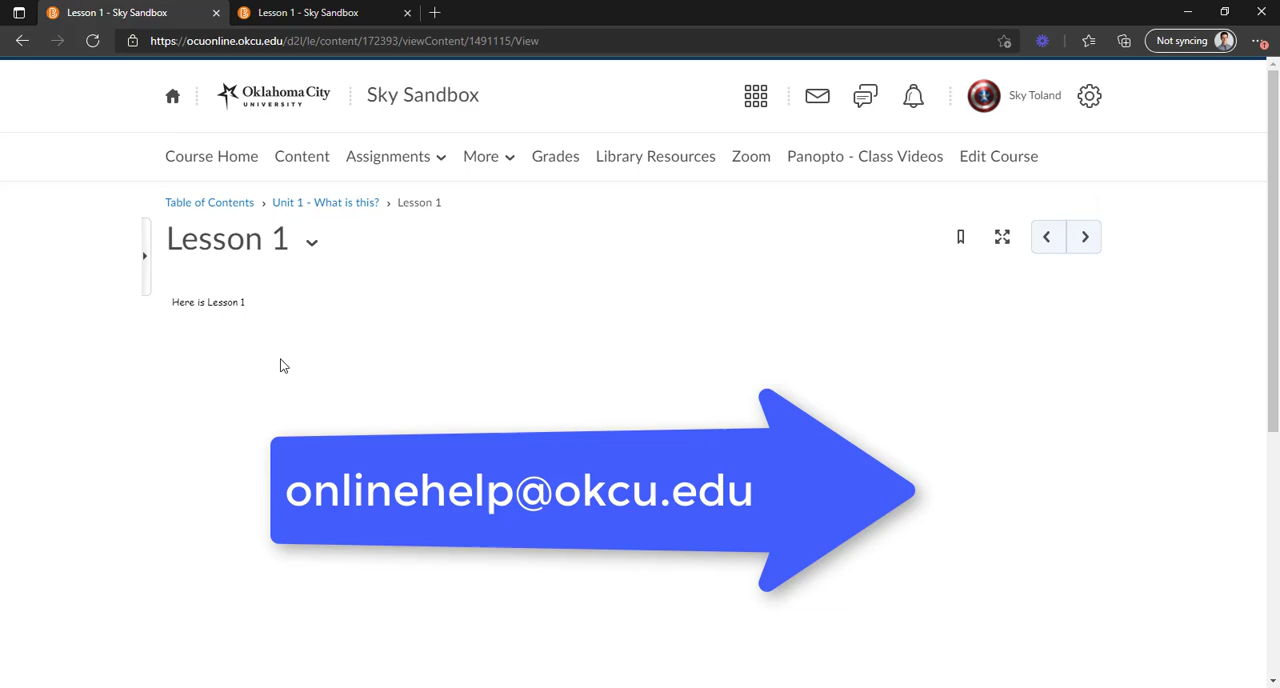 Lesson 1 - Sky Sandbox
Lesson 1 - Sky Sandbox
https://ocuonline.okcu.edu/d2l/le/content/172393/viewContent/1491115/View
Not syncing
Oklahoma City
UNIVERSITY
Sky Sandbox
Sky Toland
Course Home Content Assignments More Grades Library Resources Zoom Panopto - Class Videos Edit Course
Table of Contents › Unit 1 - What is this? › Lesson 1
Lesson 1
Here is Lesson 1
onlinehelp@okcu.edu